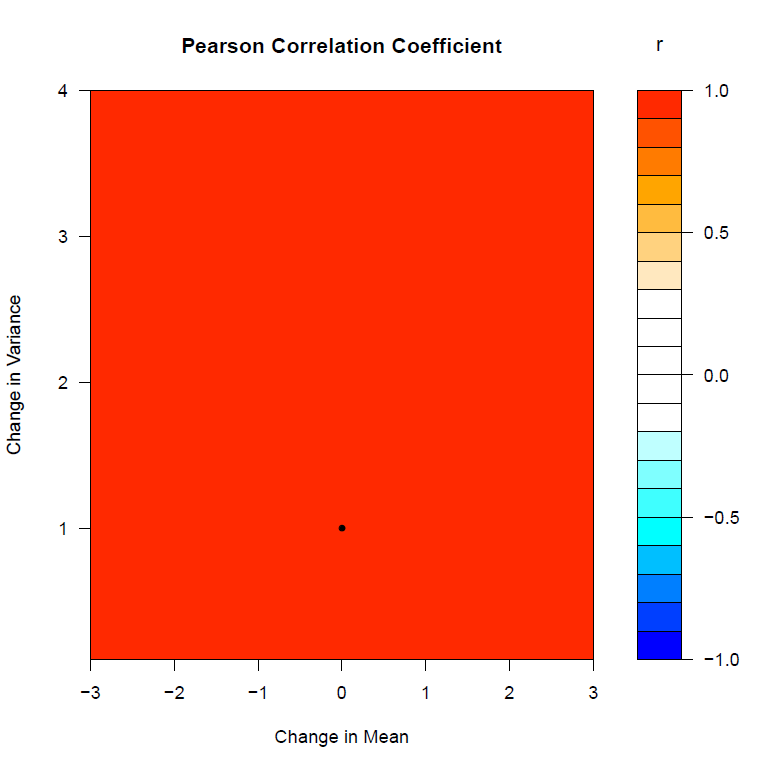 Pearson Correlation Coefficient
r
4
3
2
1
Change in Variance
−3 −2 −1 0 1 2 3
Change in Mean
1.0
0.5
0.0
−0.5
−1.0